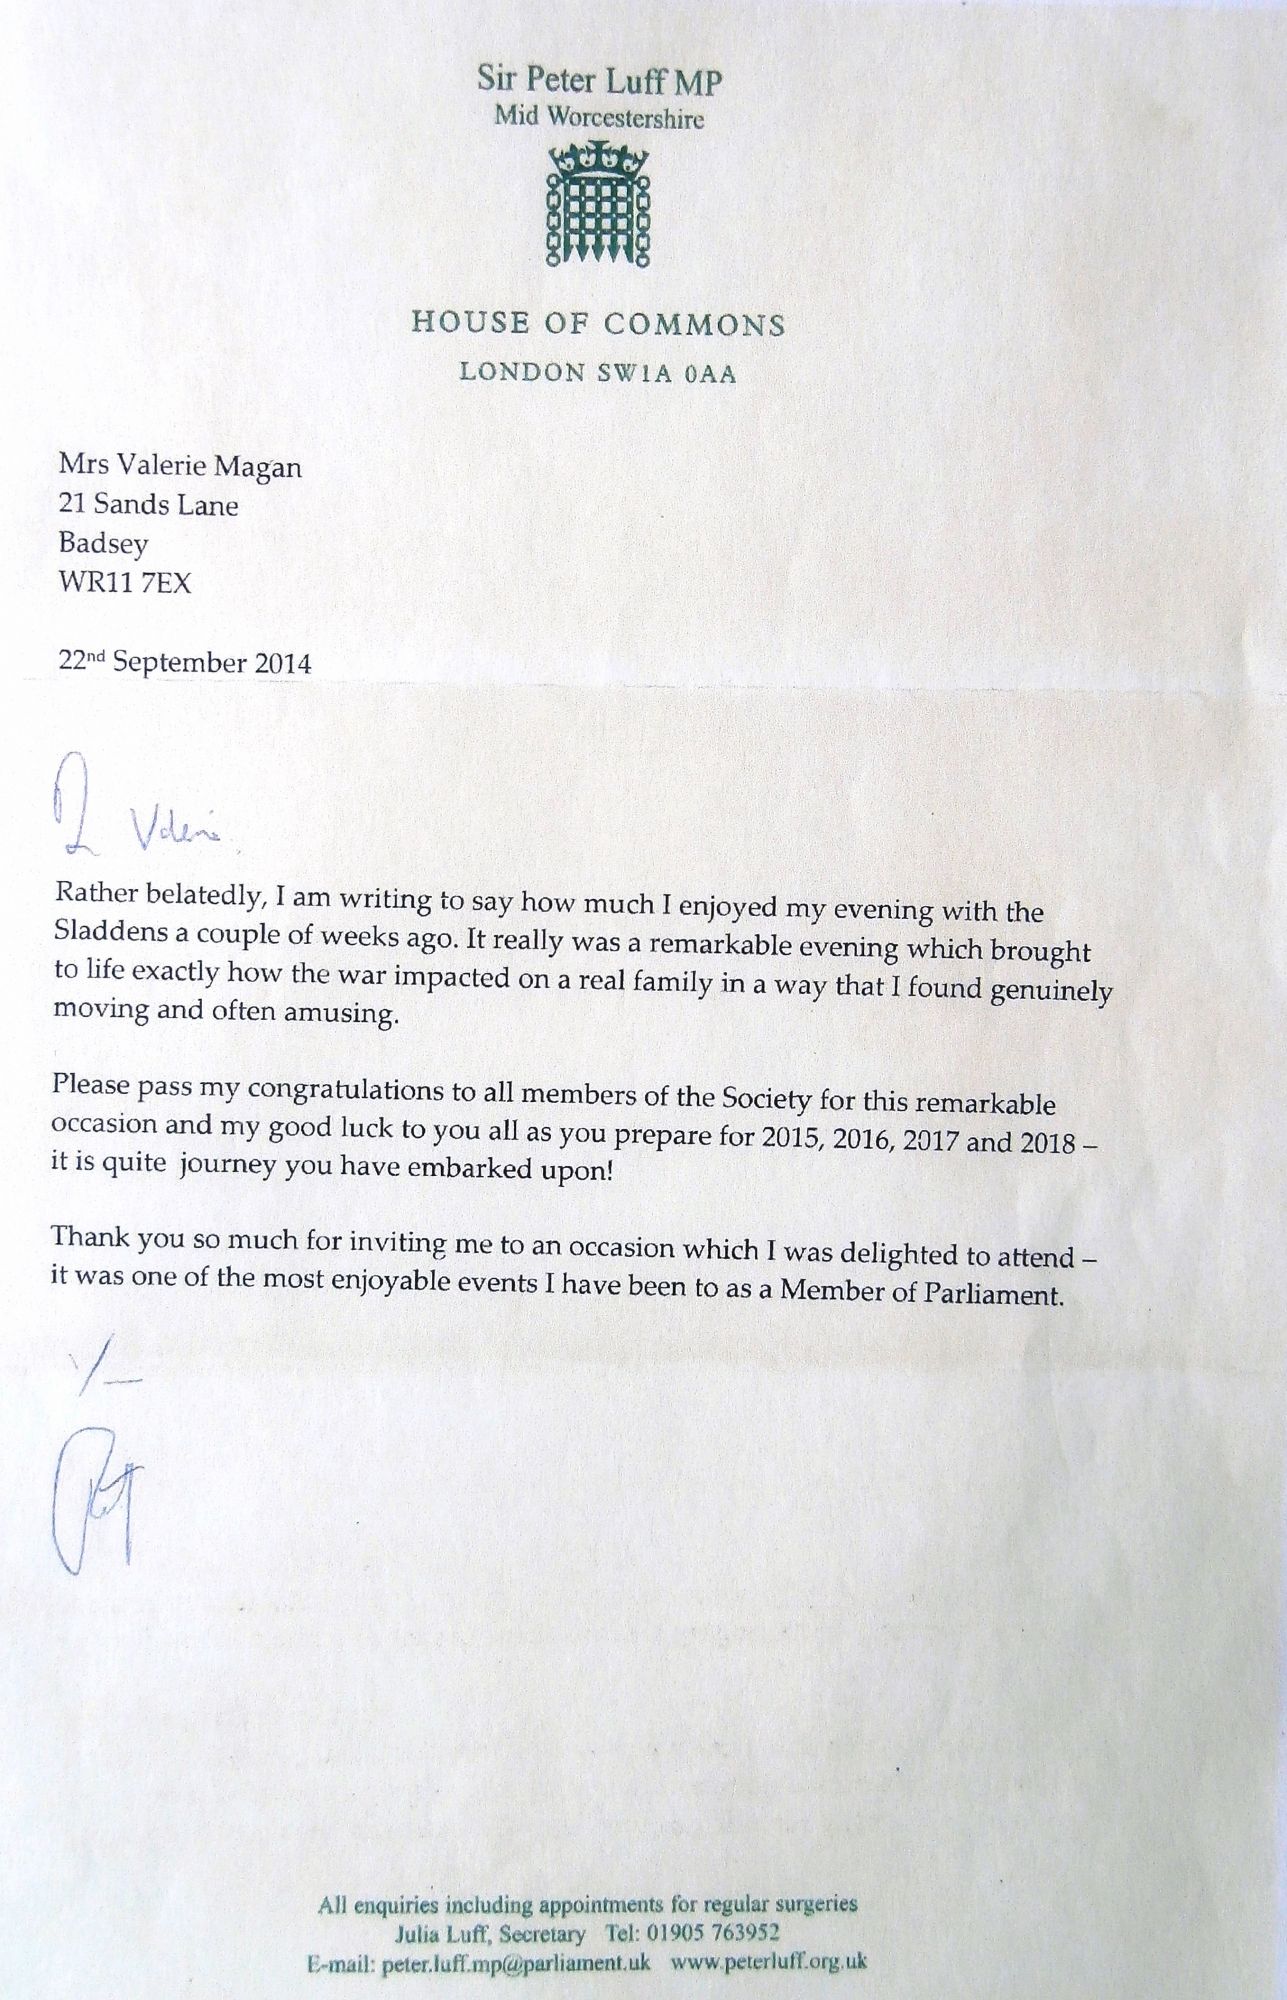 Sir Peter Luff MP
Mid Worcestershire
HOUSE OF COMMONS
LONDON SW1A 0AA
Mrs Valerie Magan
21 Sands Lane
Badsey
WR11 7EX
22nd September 2014
Valerie
Rather belatedly, I am writing to say how much I enjoyed my evening with the
Sladdens a couple of weeks ago. It really was a remarkable evening which brought
to life exactly how the war impacted on a real family in a way that I found genuinely
moving and often amusing.
Please pass my congratulations to all members of the Society for this remarkable
occasion and my good luck to you all as you prepare for 2015, 2016, 2017 and 2018 –
it is quite journey you have embarked upon!
Thank you so much for inviting me to an occasion which I was delighted to attend –
it was one of the most enjoyable events I have been to as a Member of Parliament.
All enquiries including appointments for regular surgeries
Julia Luff, Secretary Tel: 01905 763952
E-mail: peter.luff.mp@parliament.uk www.peterluff.org.uk